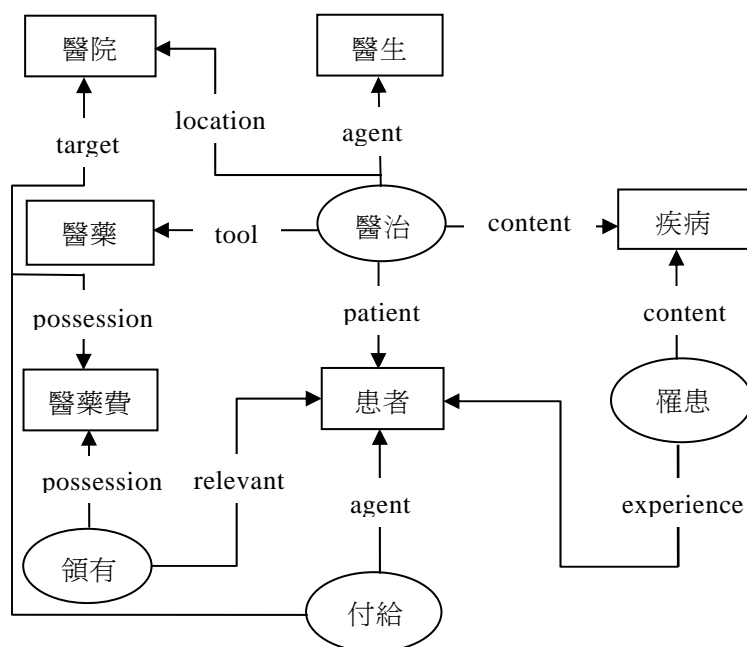 醫院
醫生
location
agent
target
醫藥
tool
醫治
content
疾病
possession
patient
content
醫藥費
患者
罹患
possession
relevant
agent
experience
領有
付給